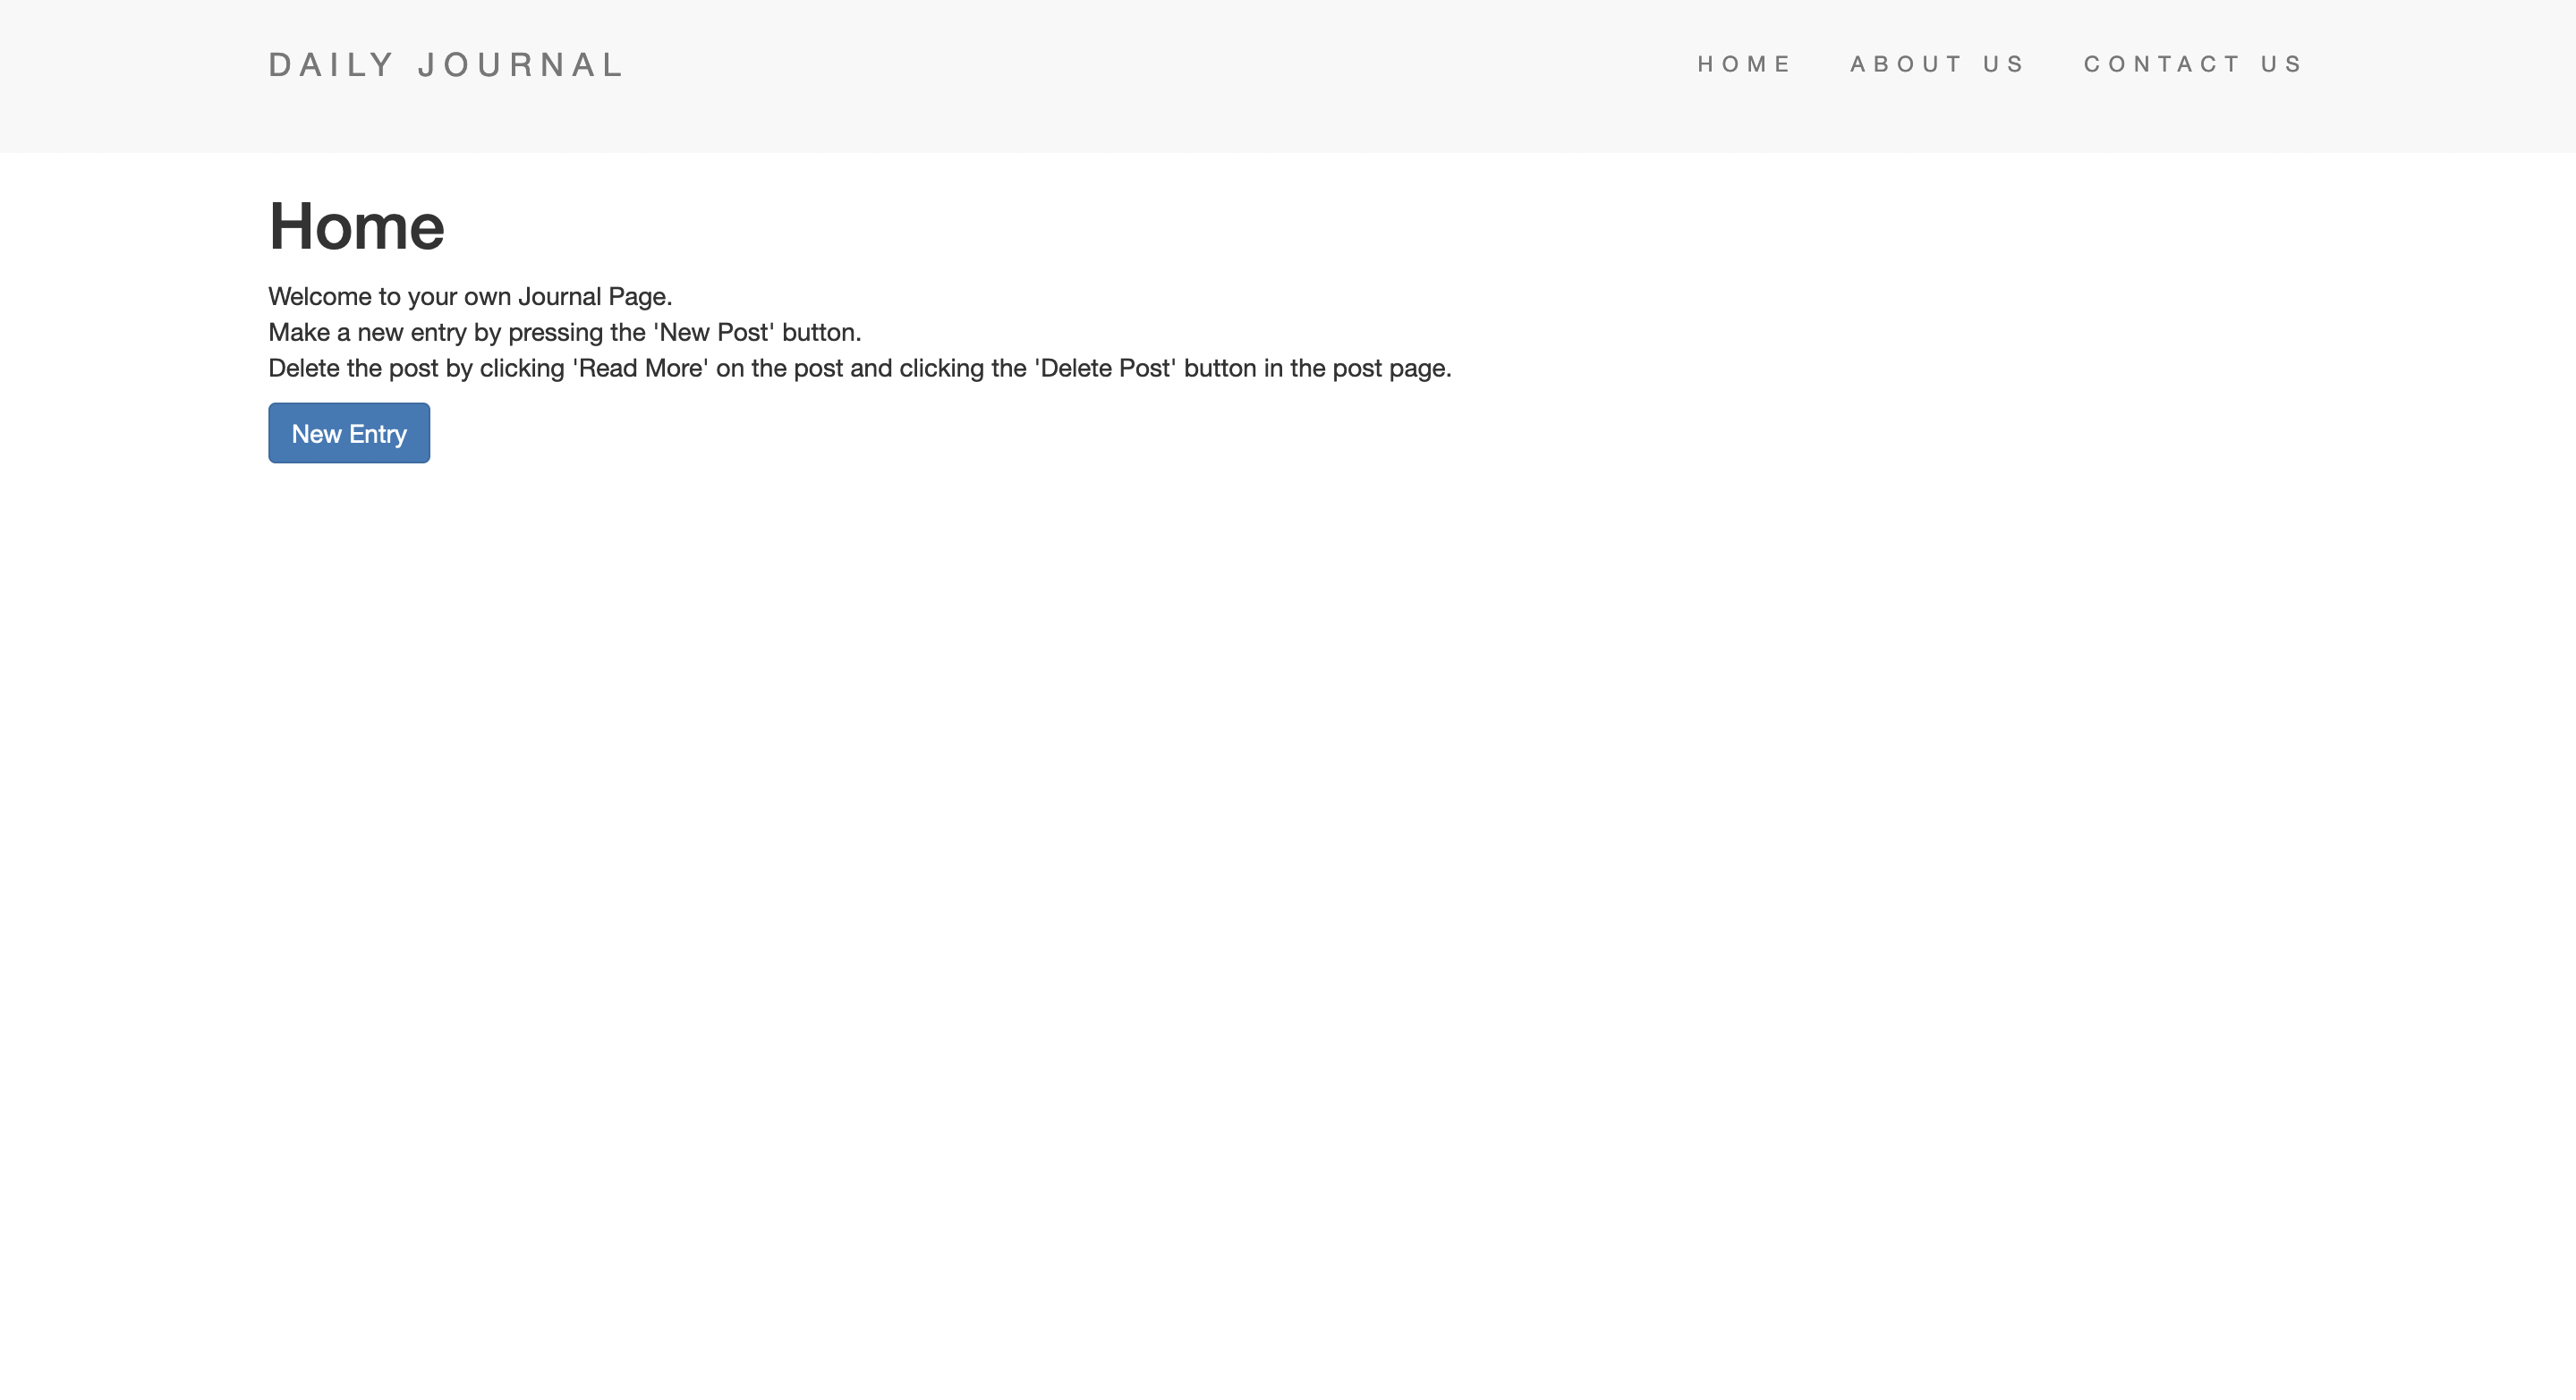 DAILY JOURNAL
HOME ABOUT US CONTACT US
Home
Welcome to your own Journal Page.
Make a new entry by pressing the 'New Post' button.
Delete the post by clicking 'Read More' on the post and clicking the 'Delete Post' button in the post page.
New Entry